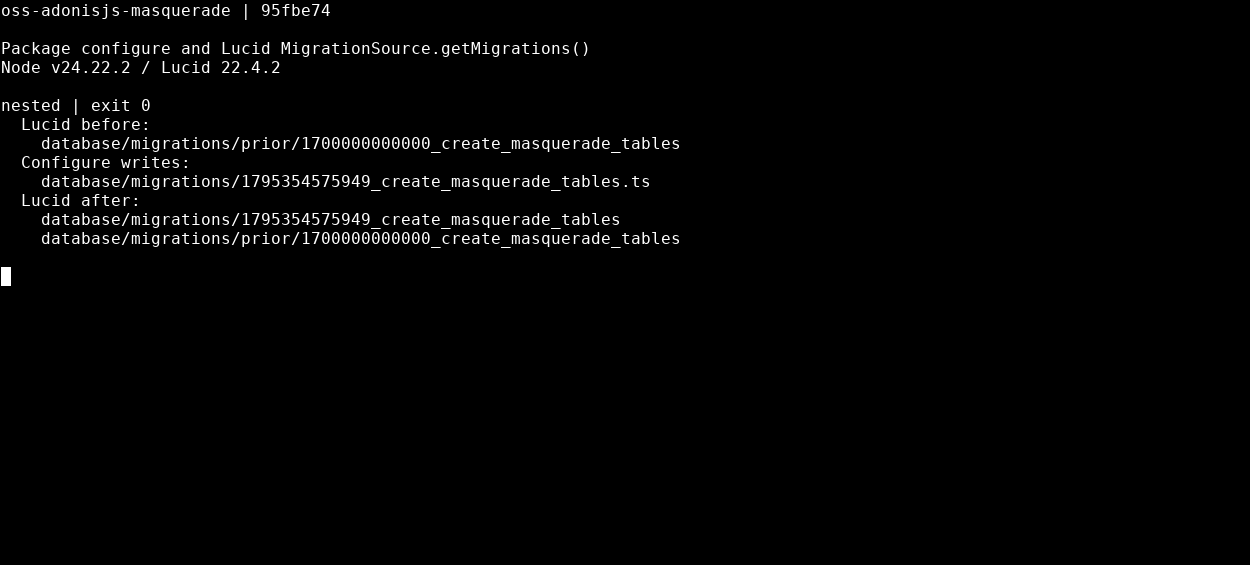 oss-adonisjs-masquerade | 95fbe74
Package configure and Lucid MigrationSource.getMigrations()
Node v24.22.2 / Lucid 22.4.2
nested | exit 0
Lucid before:
database/migrations/prior/1700000000000_create_masquerade_tables
Configure writes:
database/migrations/1795354575949_create_masquerade_tables.ts
Lucid after:
database/migrations/1795354575949_create_masquerade_tables
database/migrations/prior/1700000000000_create_masquerade_tables